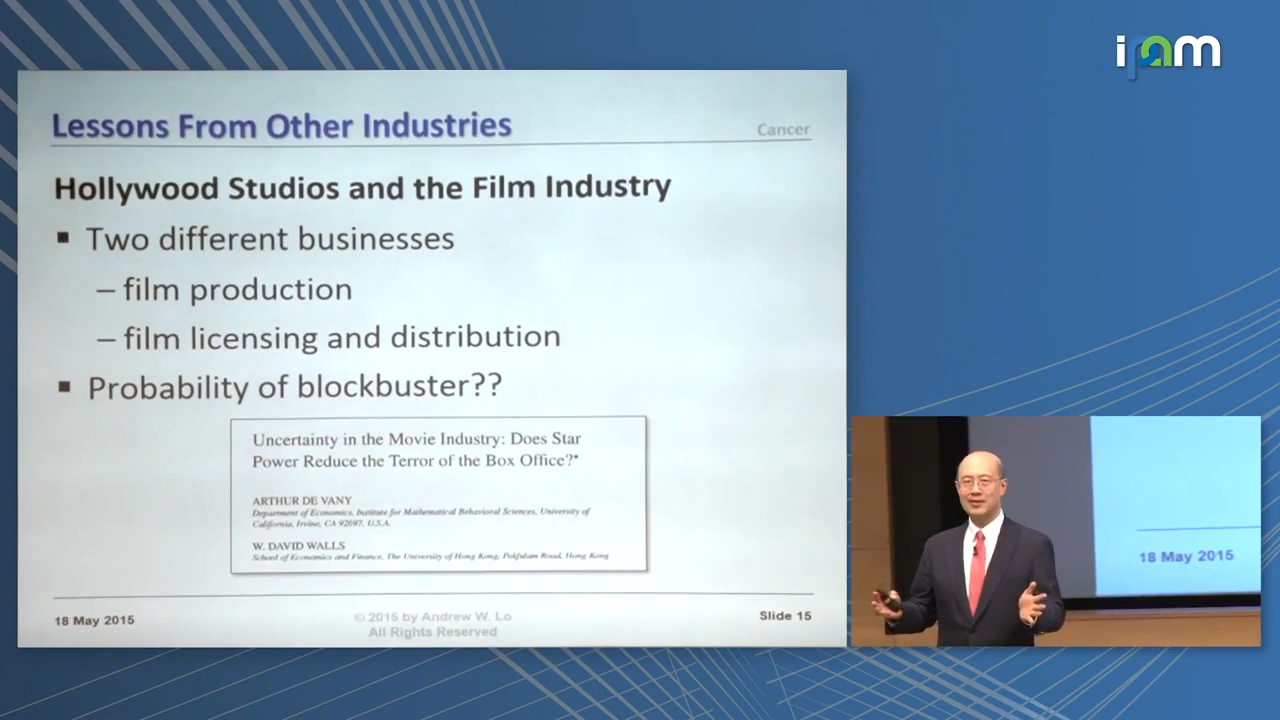 ipam
Lessons From Other Industries
Cancer
Hollywood Studios and the Film Industry
▪ Two different businesses
– film production
– film licensing and distribution
▪ Probability of blockbuster??
Uncertainty in the Movie Industry: Does Star
Power Reduce the Terror of the Box Office?*
ARTHUR DE VANY
Department of Economics, Institute for Mathematical Behavioral Sciences, University of
California, Irvine, CA 92697, U.S.A.
W. DAVID WALLS
School of Economics and Finance, The University of Hong Kong, Pokfulam Road, Hong Kong
18 May 2015
© 2015 by Andrew W. Lo
All Rights Reserved
Slide 15
18 May 2015